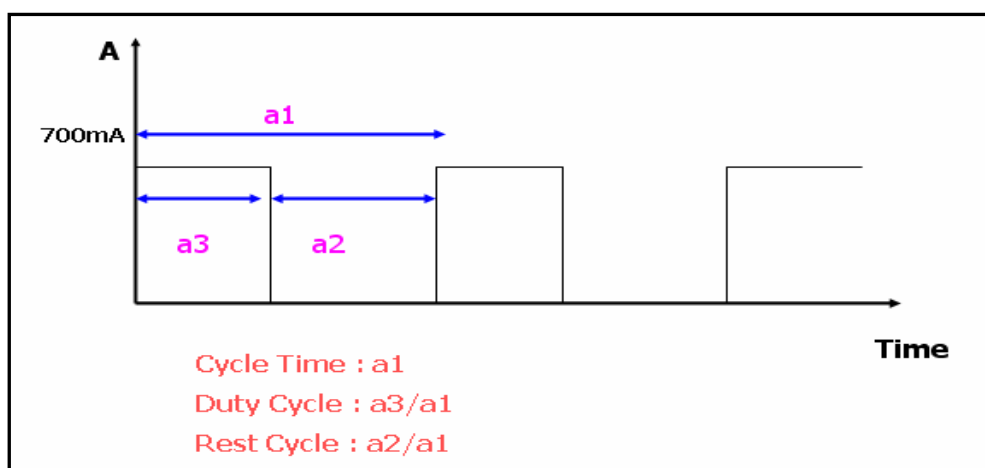 A
a1
700mA
a3
a2
Time
Cycle Time : a1
Duty Cycle : a3/a1
Rest Cycle : a2/a1